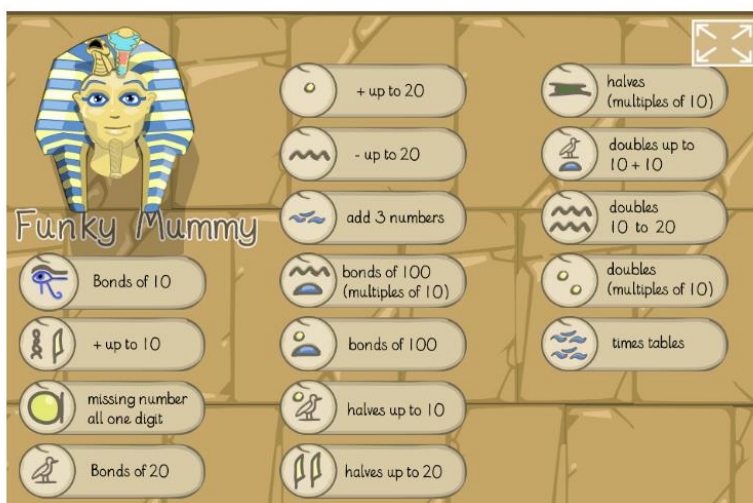 Funky Mummy
Bonds of 10
+ up to 10
missing number
all one digit
Bonds of 20
+ up to 20
- up to 20
add 3 numbers
bonds of 100
(multiples of 10)
bonds of 100
halves up to 10
halves up to 20
halves
(multiples of 10)
doubles up to
10 + 10
doubles
10 to 20
doubles
(multiples of 10)
times tables